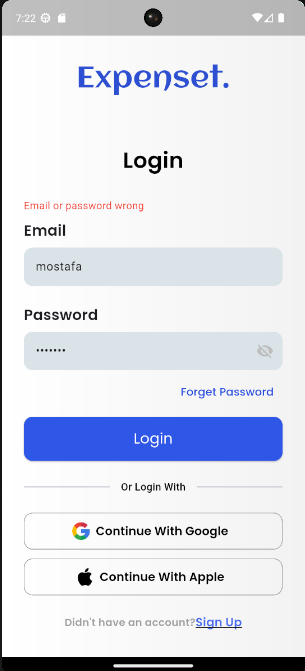 7:22
Expenset.
Login
Email or password wrong
Email
mostafa
Password
•••••••
Forget Password
Login
Or Login With
Continue With Google
Continue With Apple
Didn't have an account?Sign Up